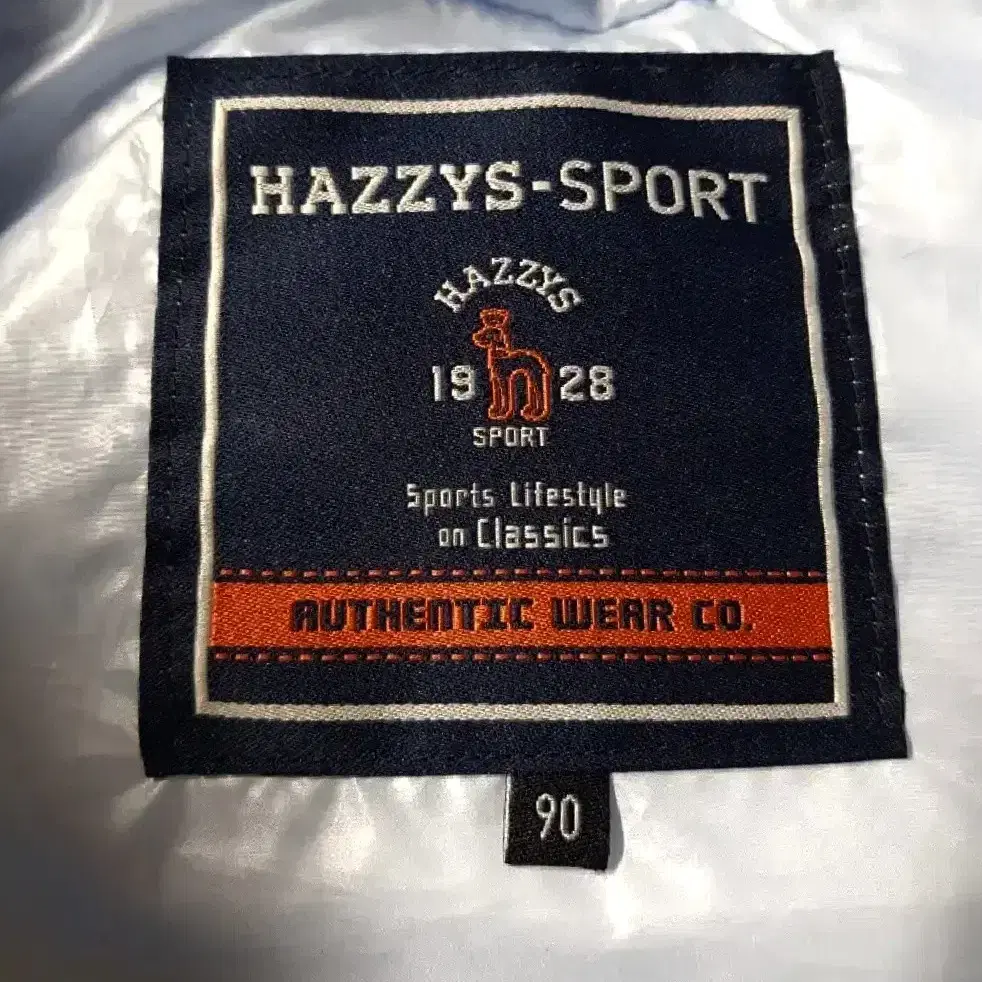 HAZZYS-SPORT
HAZZYS
19 28
SPORT
Sports Lifestyle
on Classics
AUTHENTIC WEAR CO.
90